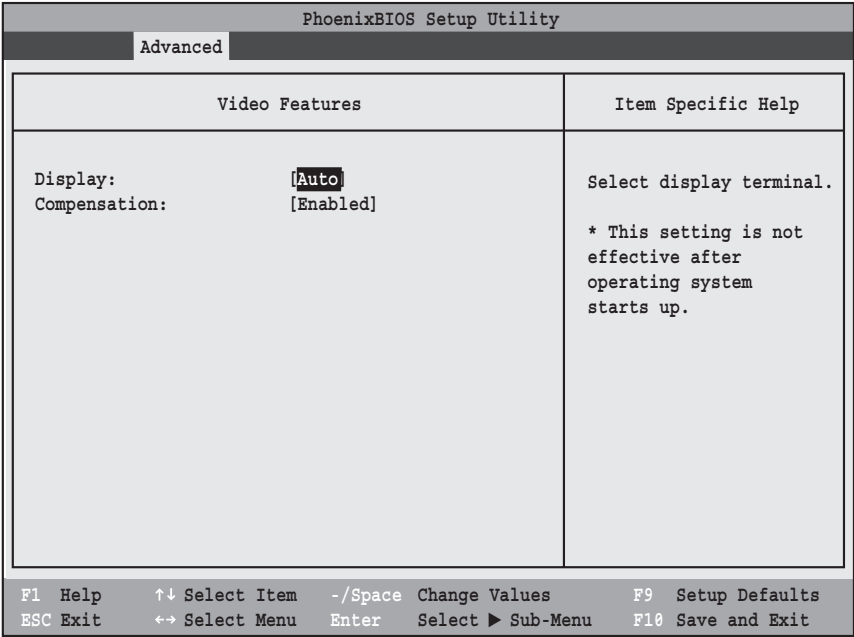 PhoenixBIOS Setup Utility
Advanced
Video Features
Item Specific Help
Display: [Auto]
Compensation: [Enabled]
Select display terminal.
* This setting is not
effective after
operating system
starts up.
F1 Help ↑↓ Select Item -/Space Change Values F9 Setup Defaults
ESC Exit ←→ Select Menu Enter Select ▶ Sub-Menu F10 Save and Exit